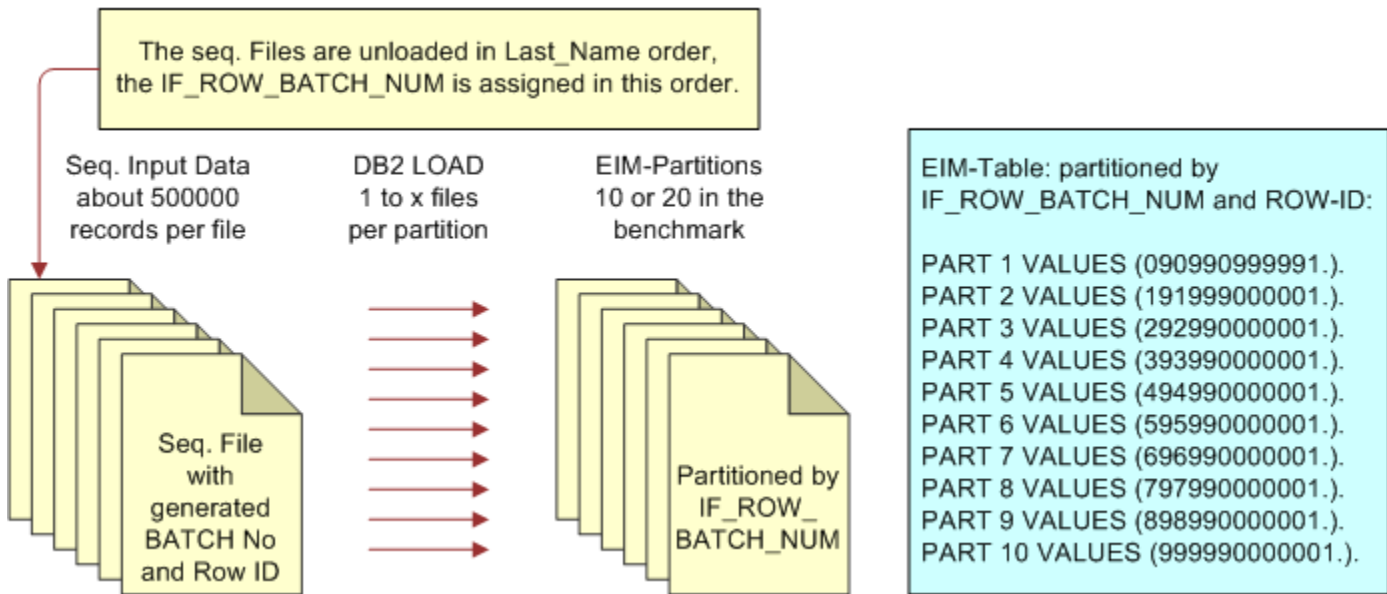 The seq. Files are unloaded in Last_Name order,
the IF_ROW_BATCH_NUM is assigned in this order.
Seq. Input Data
about 500000
records per file
DB2 LOAD
1 to x files
per partition
EIM-Partitions
10 or 20 in the
benchmark
Seq. File
with
generated
BATCH No
and Row ID
Partitioned by
IF_ROW_
BATCH_NUM
EIM-Table: partitioned by
IF_ROW_BATCH_NUM and ROW-ID:
PART 1 VALUES (090990999991.).
PART 2 VALUES (191999000001.).
PART 3 VALUES (292990000001.).
PART 4 VALUES (393990000001.).
PART 5 VALUES (494990000001.).
PART 6 VALUES (595990000001.).
PART 7 VALUES (696990000001.).
PART 8 VALUES (797990000001.).
PART 9 VALUES (898990000001.).
PART 10 VALUES (999990000001.).